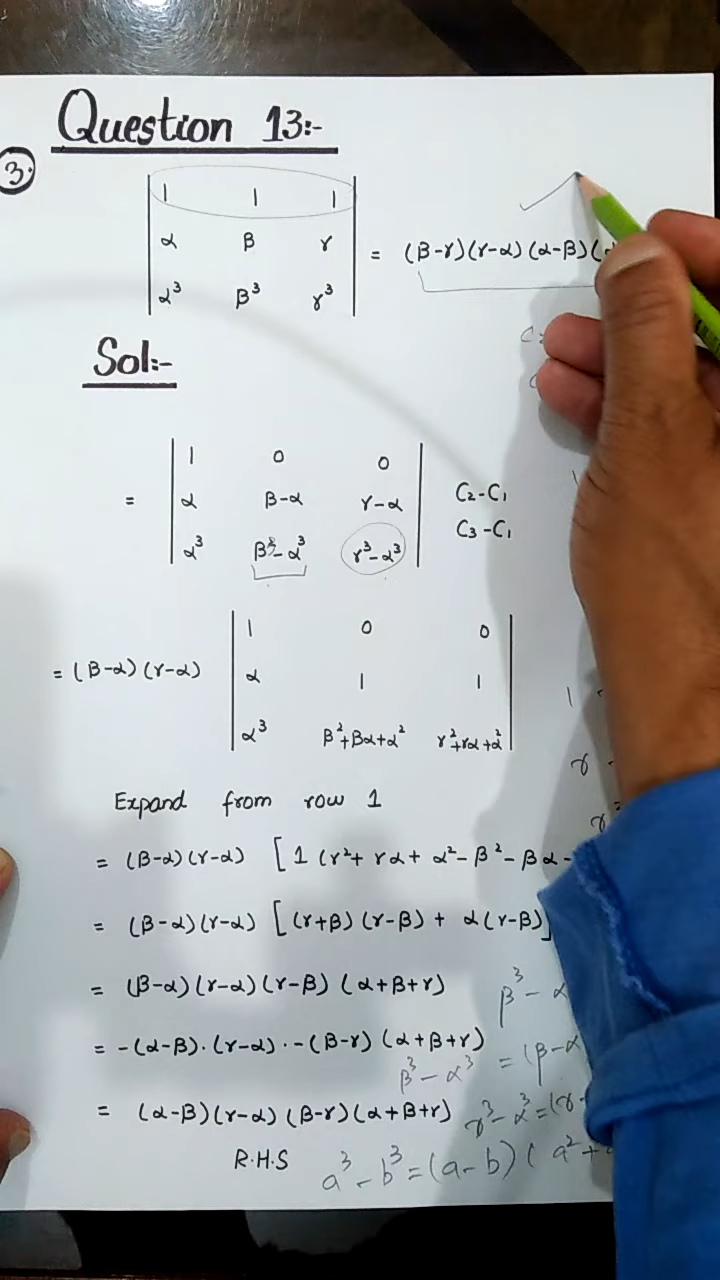 Question 13:-
3.
1 1 1
α β γ = (β-γ)(γ-α)(α-β)(
α³ β³ γ³
Sol:-
1 0 0
= α β-α γ-α C₂-C₁
α³ β³-α³ γ³-α³ C₃-C₁
1 0 0
= (β-α)(γ-α) α 1 1
α³ β²+βα+α² γ²+γα+α²
Expand from row 1
= (β-α)(γ-α) [1 (γ²+γα+α²-β²-βα-
= (β-α)(γ-α) [(γ+β)(γ-β) + α(γ-β)]
= (β-α)(γ-α)(γ-β) (α+β+γ)
β³-α
= -(α-β).(γ-α).-(β-γ) (α+β+γ)
β³-α³ = (β-α
= (α-β)(γ-α)(β-γ)(α+β+γ)
γ³-α³=(γ-
R.H.S
a³-b³=(a-b)( a²+